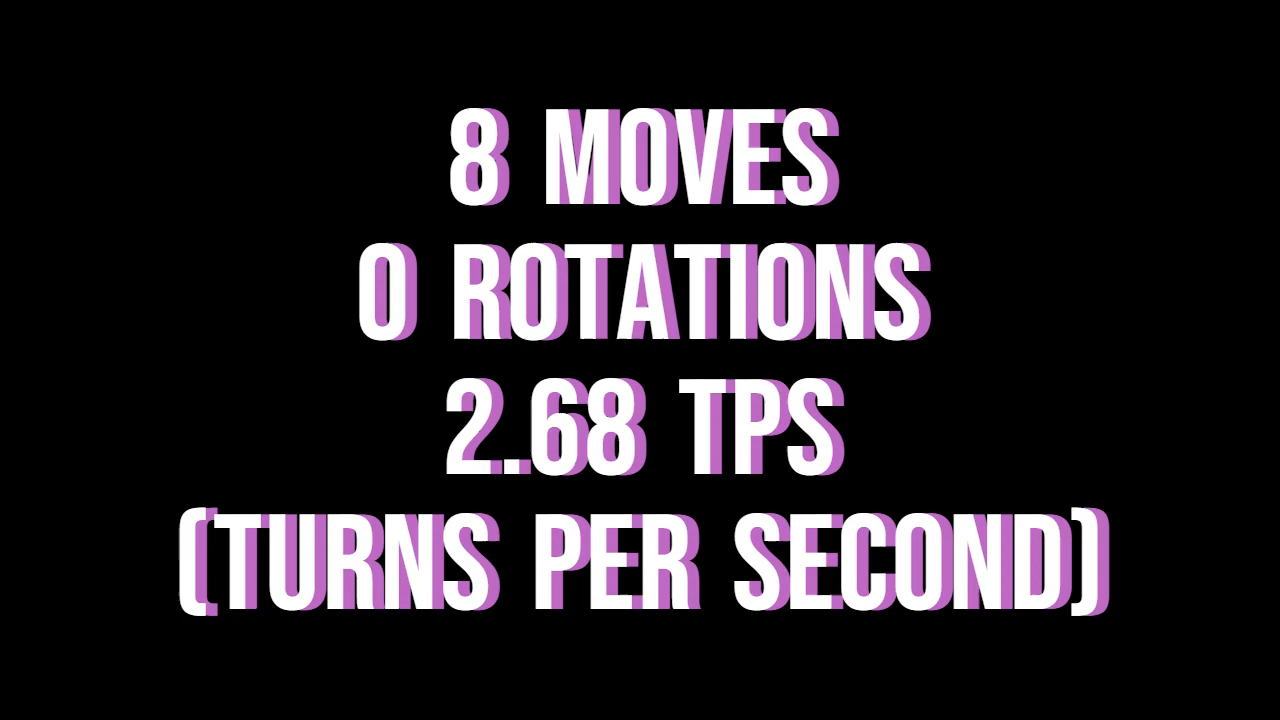 8 MOVES
0 ROTATIONS
2.68 TPS
(TURNS PER SECOND)